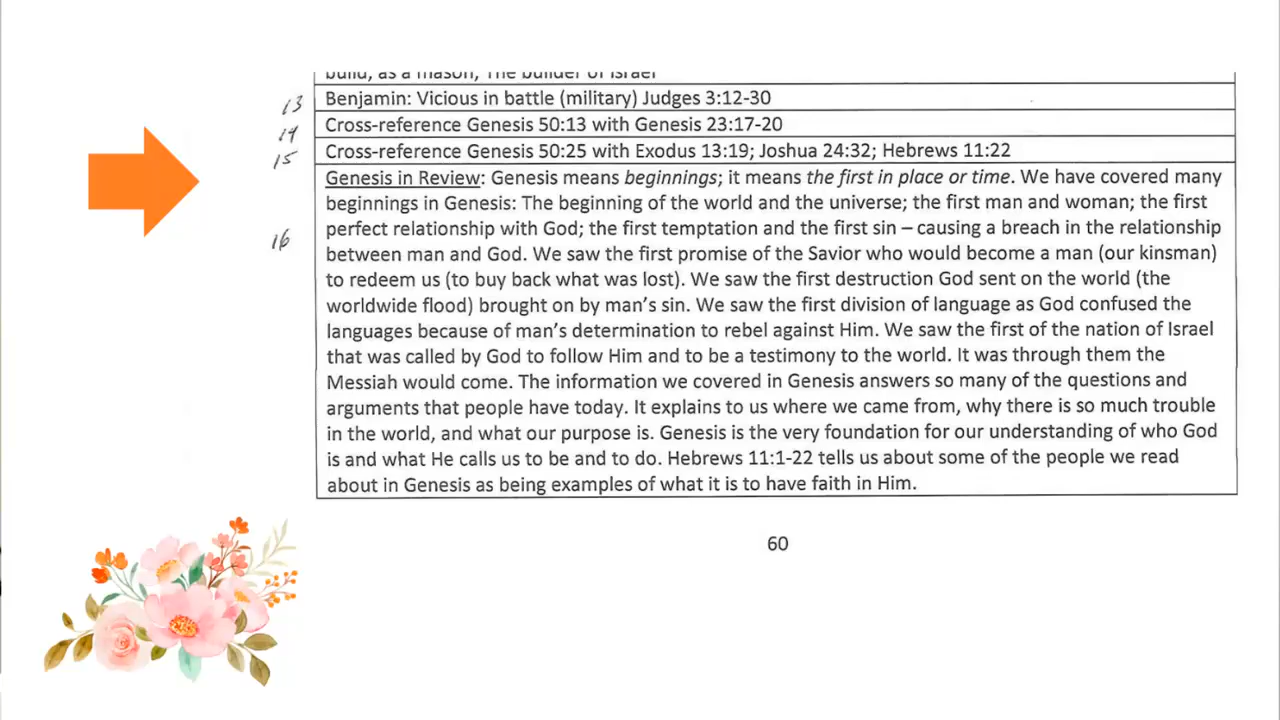 build, as a mason, The builder of Israel
13 Benjamin: Vicious in battle (military) Judges 3:12-30
14 Cross-reference Genesis 50:13 with Genesis 23:17-20
15 Cross-reference Genesis 50:25 with Exodus 13:19; Joshua 24:32; Hebrews 11:22
Genesis in Review: Genesis means beginnings; it means the first in place or time. We have covered many
beginnings in Genesis: The beginning of the world and the universe; the first man and woman; the first
perfect relationship with God; the first temptation and the first sin – causing a breach in the relationship
16 between man and God. We saw the first promise of the Savior who would become a man (our kinsman)
to redeem us (to buy back what was lost). We saw the first destruction God sent on the world (the
worldwide flood) brought on by man's sin. We saw the first division of language as God confused the
languages because of man's determination to rebel against Him. We saw the first of the nation of Israel
that was called by God to follow Him and to be a testimony to the world. It was through them the
Messiah would come. The information we covered in Genesis answers so many of the questions and
arguments that people have today. It explains to us where we came from, why there is so much trouble
in the world, and what our purpose is. Genesis is the very foundation for our understanding of who God
is and what He calls us to be and to do. Hebrews 11:1-22 tells us about some of the people we read
about in Genesis as being examples of what it is to have faith in Him.
60